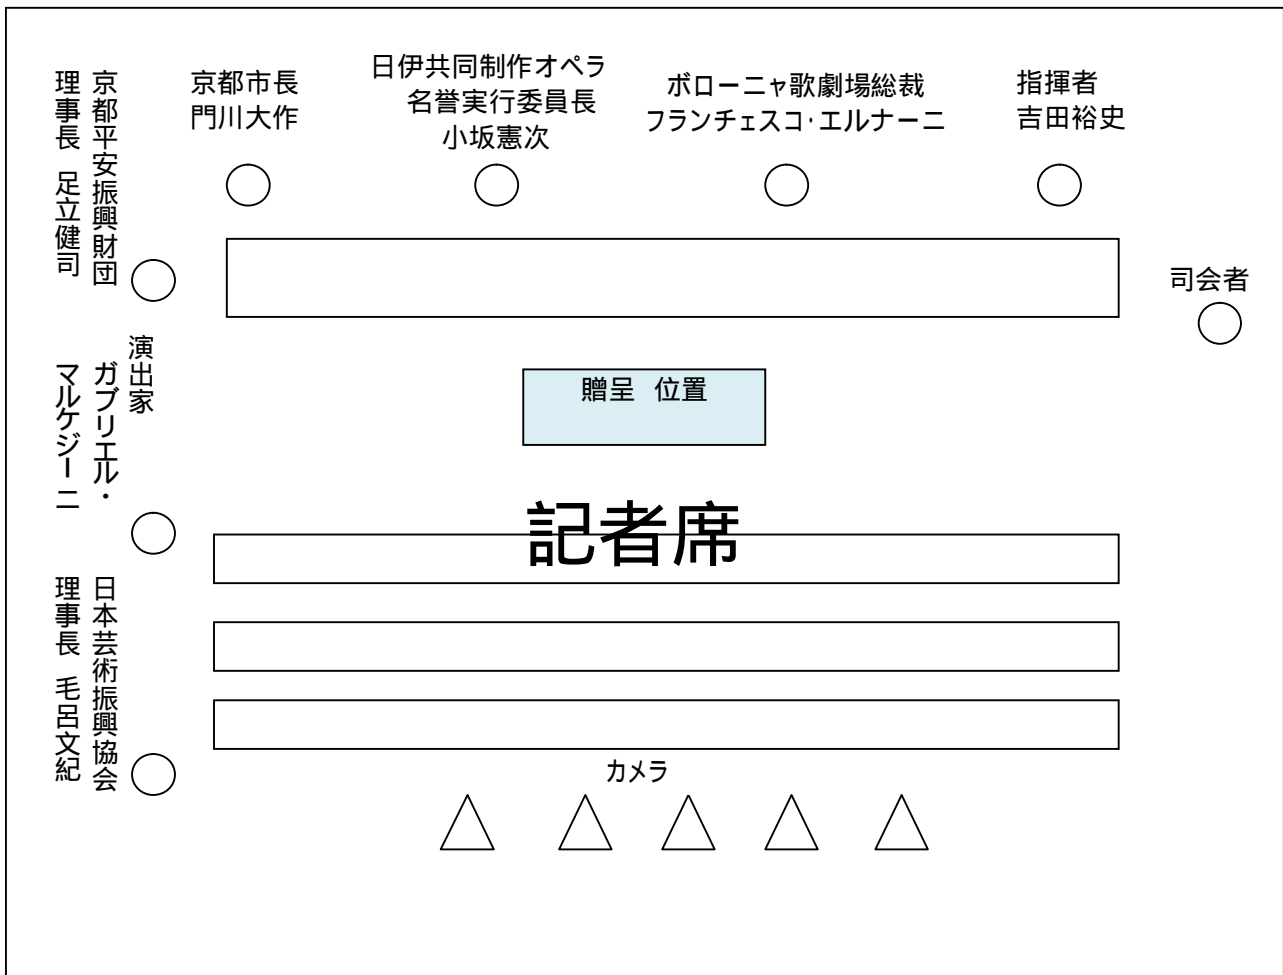 京都市長
門川大作
日伊共同制作オペラ
名誉実行委員長
小坂憲次
ボローニャ歌劇場総裁
フランチェスコ・エルナーニ
指揮者
吉田裕史
京都平安振興財団
理事長 足立健司
司会者
演出家
ガブリエル・
マルケジーニ
贈呈 位置
記者席
日本芸術振興協会
理事長 毛呂文紀
カメラ